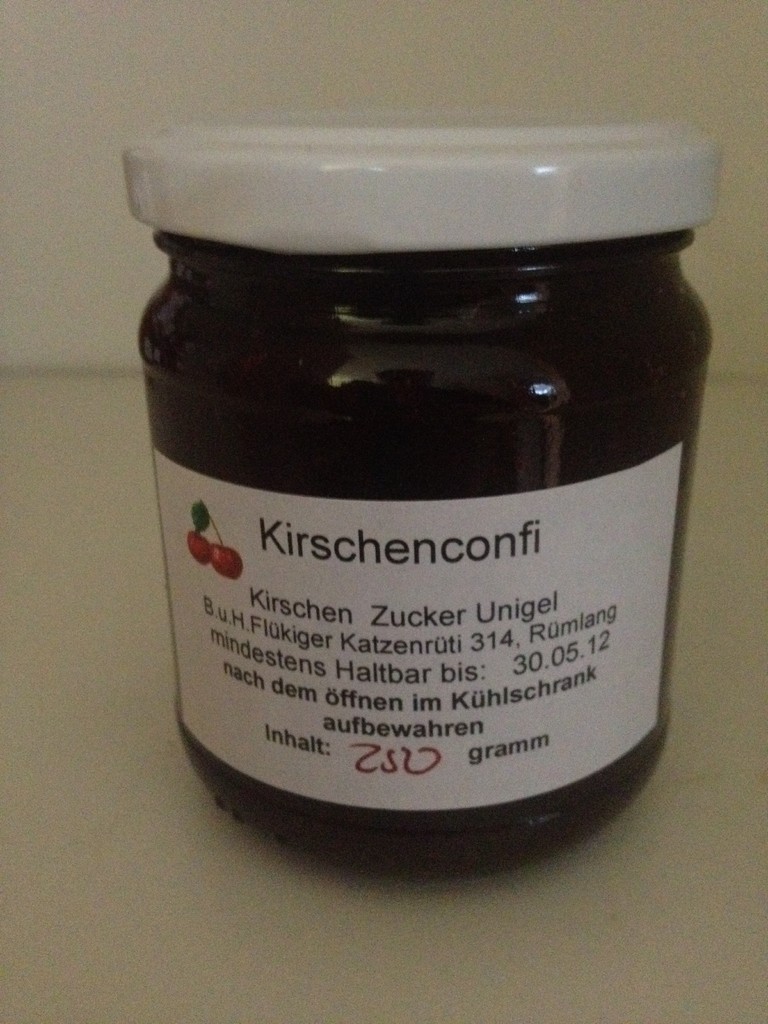 Kirschenconfi
Kirschen Zucker Unigel
B.u.H.Flükiger Katzenrüti 314, Rümlang
mindestens Haltbar bis: 30.05.12
nach dem öffnen im Kühlschrank
aufbewahren
Inhalt: 250 gramm